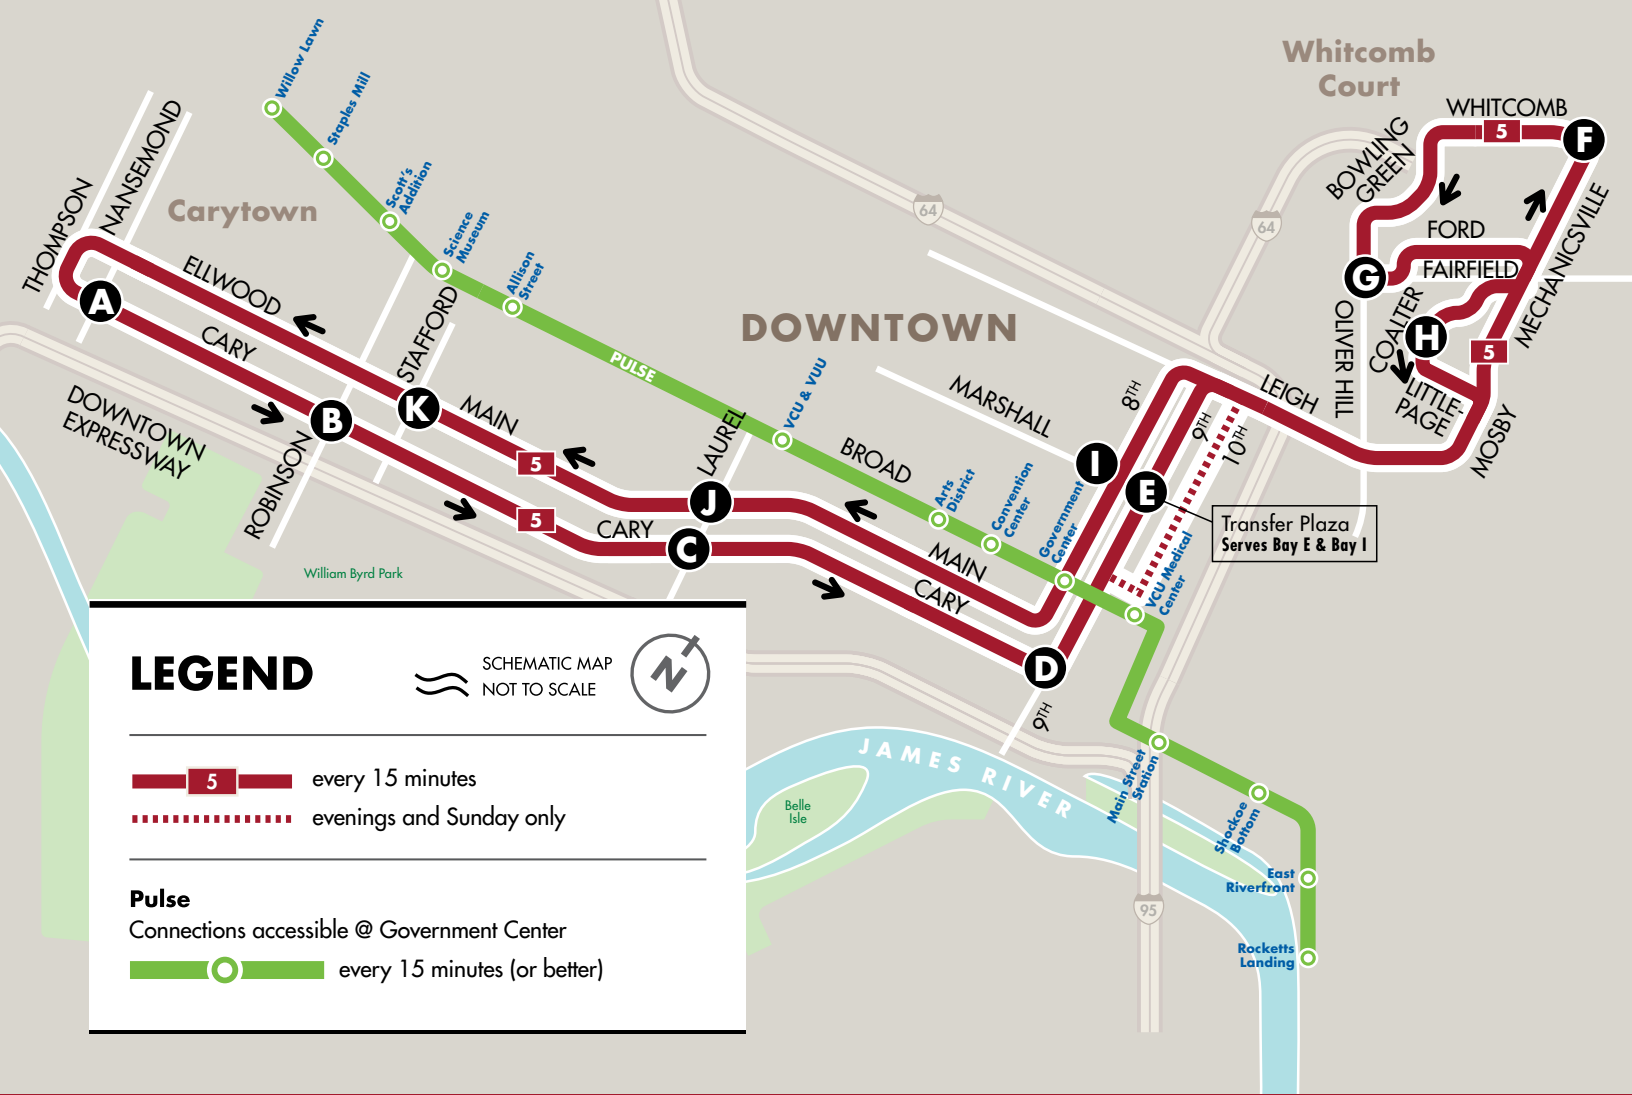 Whitcomb
Court
WHITCOMB
5
F
BOWLING
GREEN
FORD
FAIRFIELD
G
COALTER
H
5
LITTLE-
PAGE
OLIVER HILL
MECHANICSVILLE
MOSBY
LEIGH
64
64
Willow Lawn
Staples Mill
Scott's
Addition
Science
Museum
Allison
Street
PULSE
VCU & VUU
Arts
District
Convention
Center
Government
Center
VCU Medical
Center
Main Street
Station
Shockoe
Bottom
East
Riverfront
Rocketts
Landing
THOMPSON
NANSEMOND
Carytown
A
ELLWOOD
CARY
STAFFORD
B
K
MAIN
DOWNTOWN
EXPRESSWAY
ROBINSON
5
5
LAUREL
J
CARY
C
DOWNTOWN
MARSHALL
BROAD
8TH
9TH
10TH
I
E
Transfer Plaza
Serves Bay E & Bay I
MAIN
CARY
D
9TH
William Byrd Park
JAMES RIVER
Belle
Isle
95
LEGEND
SCHEMATIC MAP
NOT TO SCALE
N
5
every 15 minutes
evenings and Sunday only
Pulse
Connections accessible @ Government Center
every 15 minutes (or better)